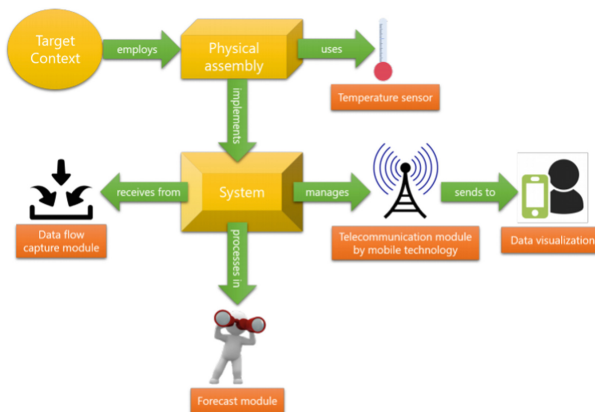 Target
Context
employs
Physical
assembly
uses
Temperature sensor
implements
Data flow
capture module
receives from
System
manages
Telecommunication module
by mobile technology
sends to
Data visualization
processes in
Forecast module